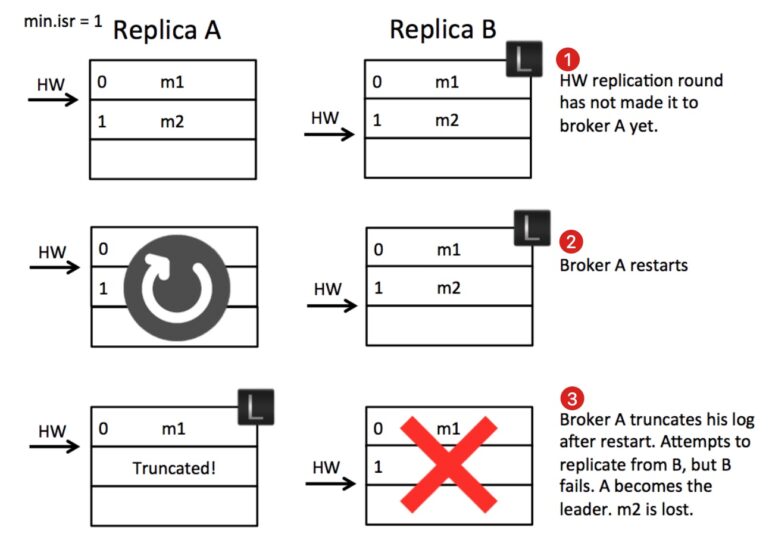 min.isr = 1
Replica A
Replica B
HW
0 m1
1 m2
HW
0 m1
1 m2
L
1
HW replication round
has not made it to
broker A yet.
HW
0
1
HW
0 m1
1 m2
L
2
Broker A restarts
HW
0 m1
Truncated!
L
HW
0 m1
1
3
Broker A truncates his log
after restart. Attempts to
replicate from B, but B
fails. A becomes the
leader. m2 is lost.